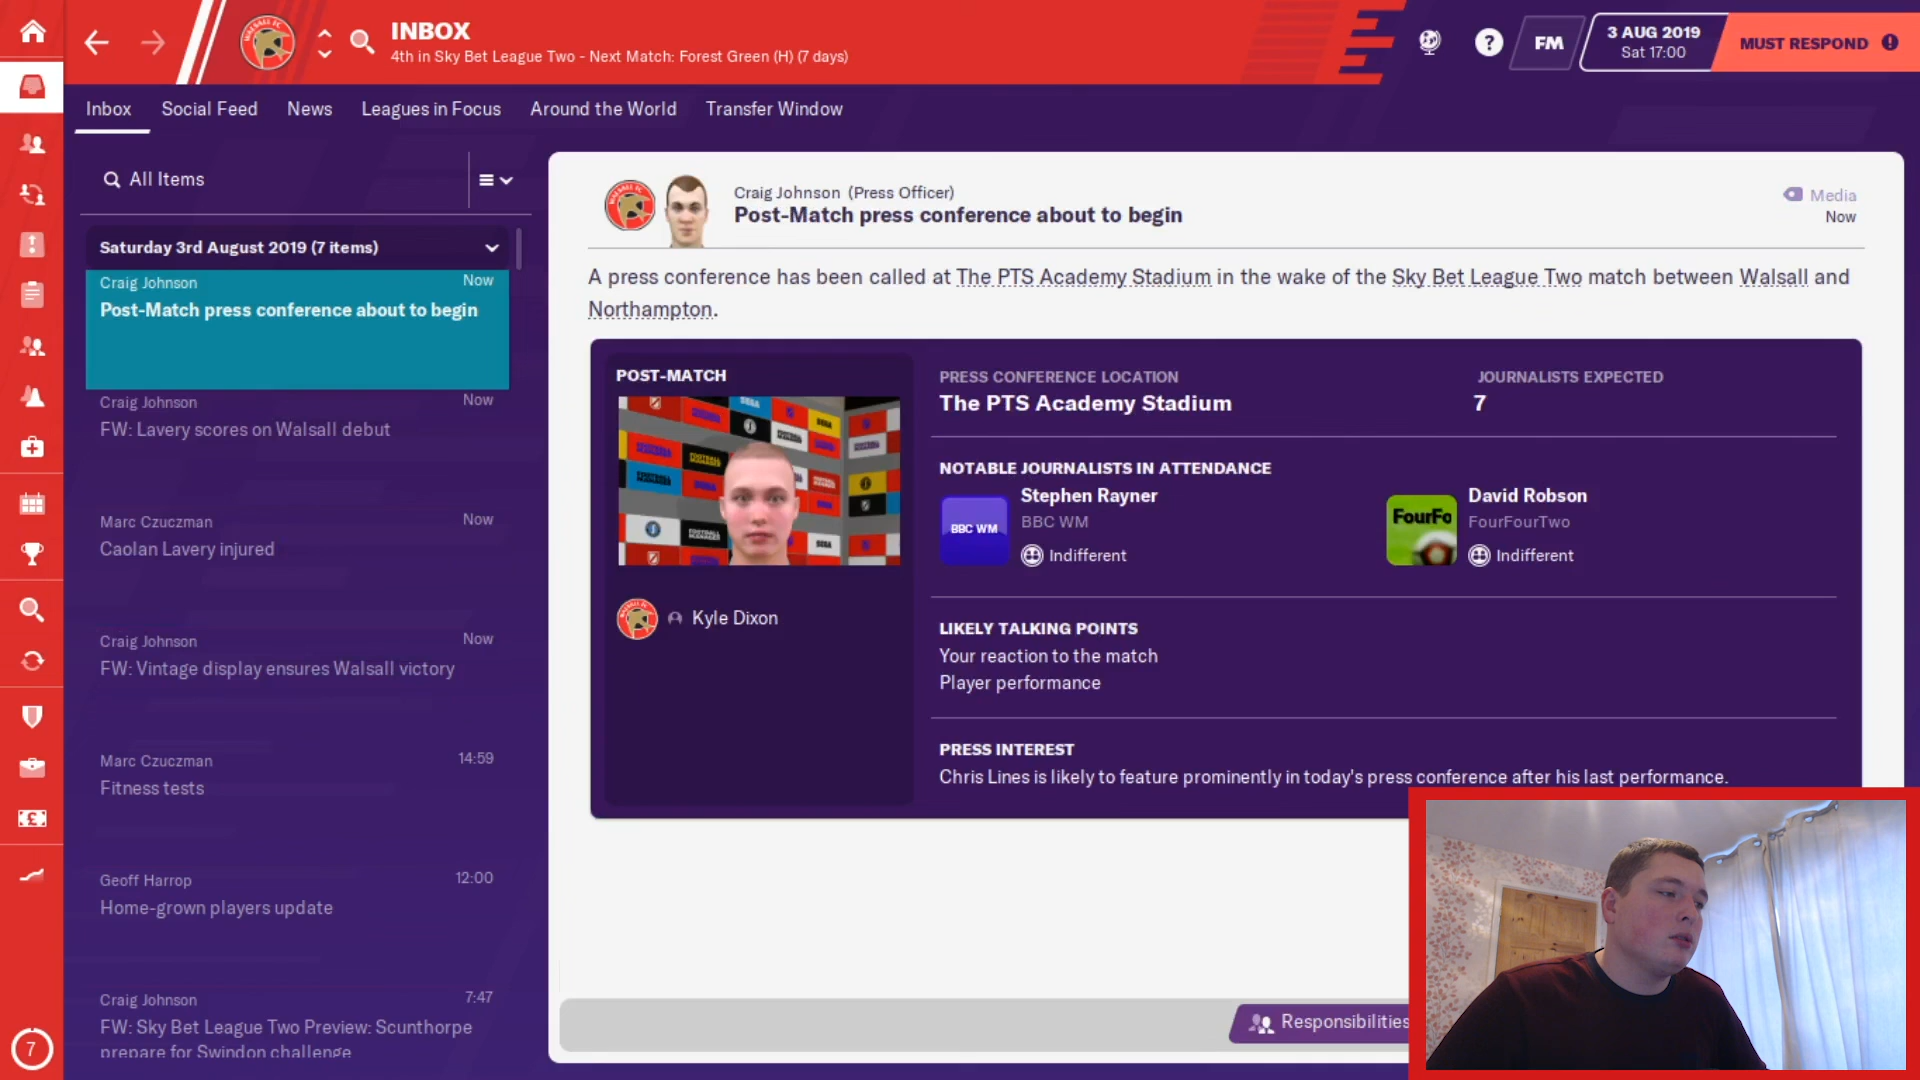 INBOX
4th in Sky Bet League Two - Next Match: Forest Green (H) (7 days)
?
FM
3 AUG 2019
Sat 17:00
MUST RESPOND
Inbox
Social Feed
News
Leagues in Focus
Around the World
Transfer Window
All Items
Saturday 3rd August 2019 (7 items)
Craig Johnson
Now
Post-Match press conference about to begin
Craig Johnson
Now
FW: Lavery scores on Walsall debut
Marc Czuczman
Now
Caolan Lavery injured
Craig Johnson
Now
FW: Vintage display ensures Walsall victory
Marc Czuczman
14:59
Fitness tests
Geoff Harrop
12:00
Home-grown players update
Craig Johnson
7:47
FW: Sky Bet League Two Preview: Scunthorpe
prepare for Swindon challenge
7
Craig Johnson (Press Officer)
Post-Match press conference about to begin
Media
Now
A press conference has been called at The PTS Academy Stadium in the wake of the Sky Bet League Two match between Walsall and
Northampton.
POST-MATCH
Kyle Dixon
PRESS CONFERENCE LOCATION
The PTS Academy Stadium
JOURNALISTS EXPECTED
7
NOTABLE JOURNALISTS IN ATTENDANCE
BBC WM
Stephen Rayner
BBC WM
Indifferent
FourFo
David Robson
FourFourTwo
Indifferent
LIKELY TALKING POINTS
Your reaction to the match
Player performance
PRESS INTEREST
Chris Lines is likely to feature prominently in today's press conference after his last performance.
Responsibilities